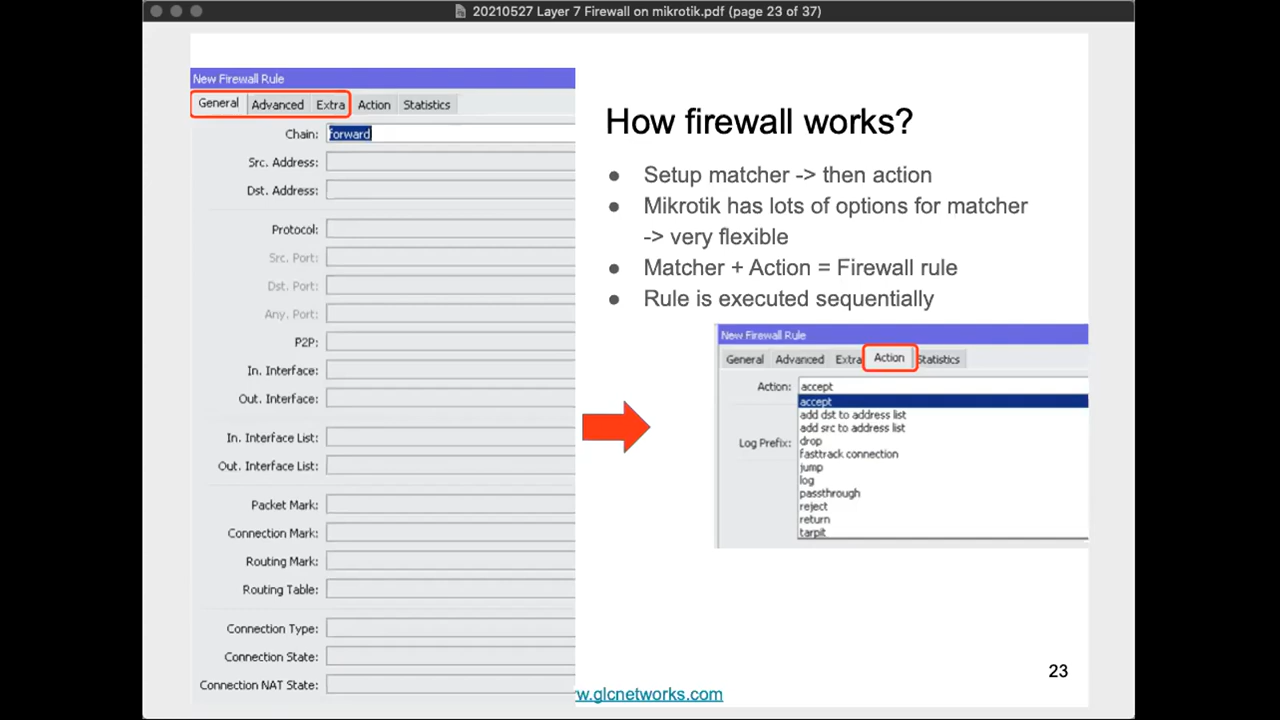 20210527 Layer 7 Firewall on mikrotik.pdf (page 23 of 37)
New Firewall Rule
General Advanced Extra Action Statistics
Chain: forward
Src. Address:
Dst. Address:
Protocol:
Src. Port:
Dst. Port:
Any. Port:
P2P:
In. Interface:
Out. Interface:
In. Interface List:
Out. Interface List:
Packet Mark:
Connection Mark:
Routing Mark:
Routing Table:
Connection Type:
Connection State:
Connection NAT State:
How firewall works?
● Setup matcher -> then action
● Mikrotik has lots of options for matcher
-> very flexible
● Matcher + Action = Firewall rule
● Rule is executed sequentially
New Firewall Rule
General Advanced Extra Action Statistics
Action: accept
accept
add dst to address list
add src to address list
drop
Log Prefix:
fasttrack connection
jump
log
passthrough
reject
return
tarpit
23
w.glcnetworks.com